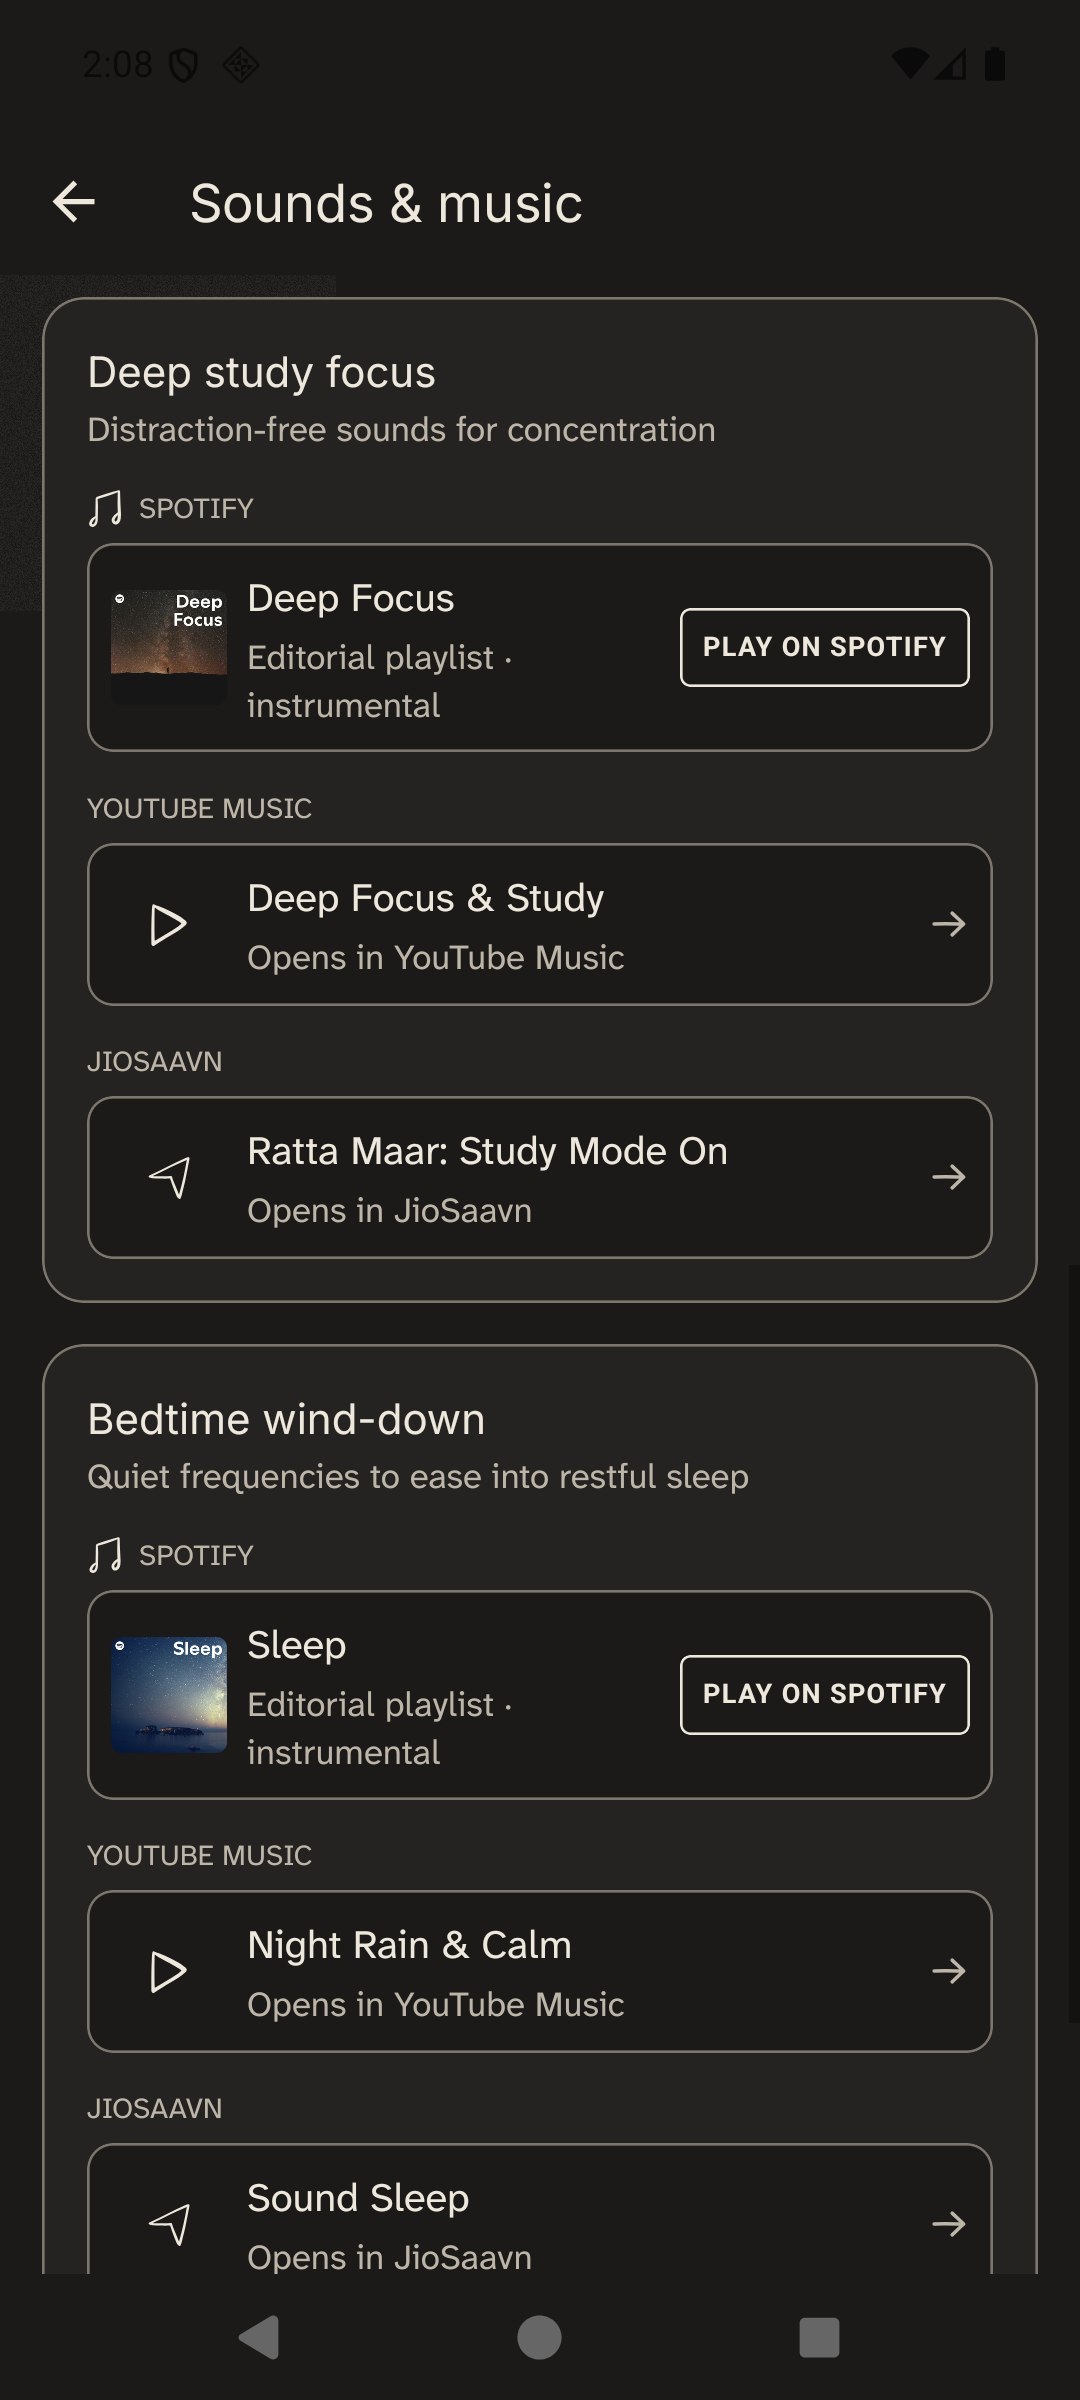 2:08
Sounds & music
Deep study focus
Distraction-free sounds for concentration
SPOTIFY
Deep
Focus
Deep Focus
Editorial playlist ·
instrumental
PLAY ON SPOTIFY
YOUTUBE MUSIC
Deep Focus & Study
Opens in YouTube Music
JIOSAAVN
Ratta Maar: Study Mode On
Opens in JioSaavn
Bedtime wind-down
Quiet frequencies to ease into restful sleep
SPOTIFY
Sleep
Sleep
Editorial playlist ·
instrumental
PLAY ON SPOTIFY
YOUTUBE MUSIC
Night Rain & Calm
Opens in YouTube Music
JIOSAAVN
Sound Sleep
Opens in JioSaavn